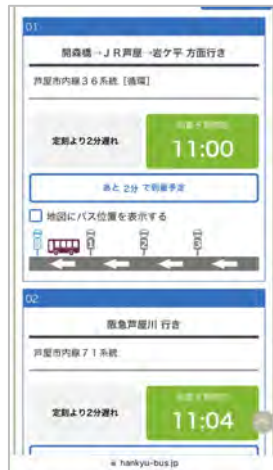 01
開森橋→JR芦屋→岩ケ平 方面行き
芦屋市内線36系統 [循環]
定刻より2分遅れ
11:00
あと 2分 で到着予定
地図にバス位置を表示する
1
2
3
02
阪急芦屋川 行き
芦屋市内線71系統
定刻より2分遅れ
11:04
hankyu-bus.jp